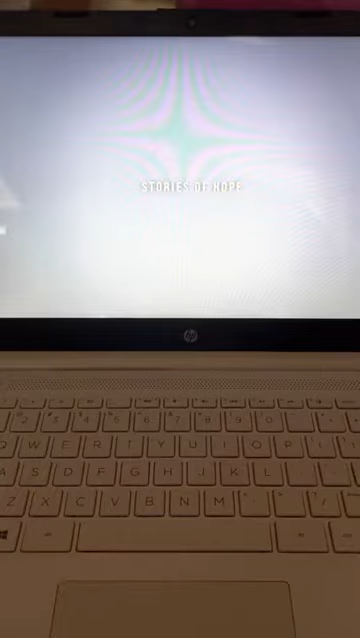 STORIES OF HOPE
hp
Q W E R T Y U I O P
A S D F G H J K L
Z X C V B N M